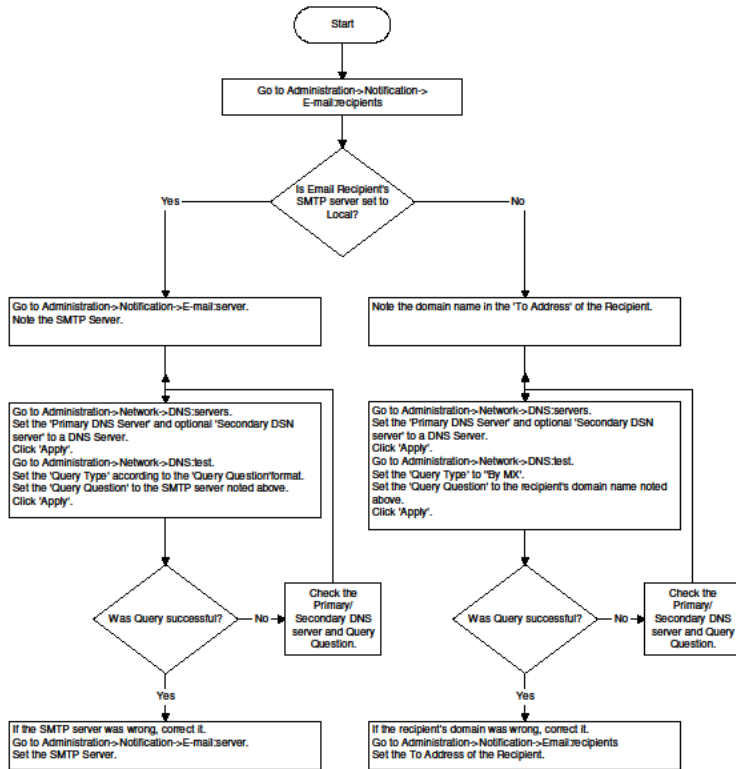 Start
Go to Administration->Notification->
E-mail:recipients
Is Email Recipient's
SMTP server set to
Local?
Yes
No
Go to Administration->Notification->E-mail:server.
Note the SMTP Server.
Note the domain name in the 'To Address' of the Recipient.
Go to Administration->Network->DNS:servers.
Set the 'Primary DNS Server' and optional 'Secondary DSN
server' to a DNS Server.
Click 'Apply'.
Go to Administration->Network->DNS:test.
Set the 'Query Type' according to the 'Query Question'format.
Set the 'Query Question' to the SMTP server noted above.
Click 'Apply'.
Go to Administration->Network->DNS:servers.
Set the 'Primary DNS Server' and optional 'Secondary DSN
server' to a DNS Server.
Click 'Apply'.
Go to Administration->Network->DNS:test.
Set the 'Query Type' to "By MX'.
Set the 'Query Question' to the recipient's domain name noted
above.
Click 'Apply'.
Was Query successful?
No
Check the
Primary/
Secondary DNS
server and Query
Question.
Was Query successful?
No
Check the
Primary/
Secondary DNS
server and Query
Question.
Yes
Yes
If the SMTP server was wrong, correct it.
Go to Administration->Notification->E-mail:server.
Set the SMTP Server.
If the recipient's domain was wrong, correct it.
Go to Administration->Notification->Email:recipients
Set the To Address of the Recipient.